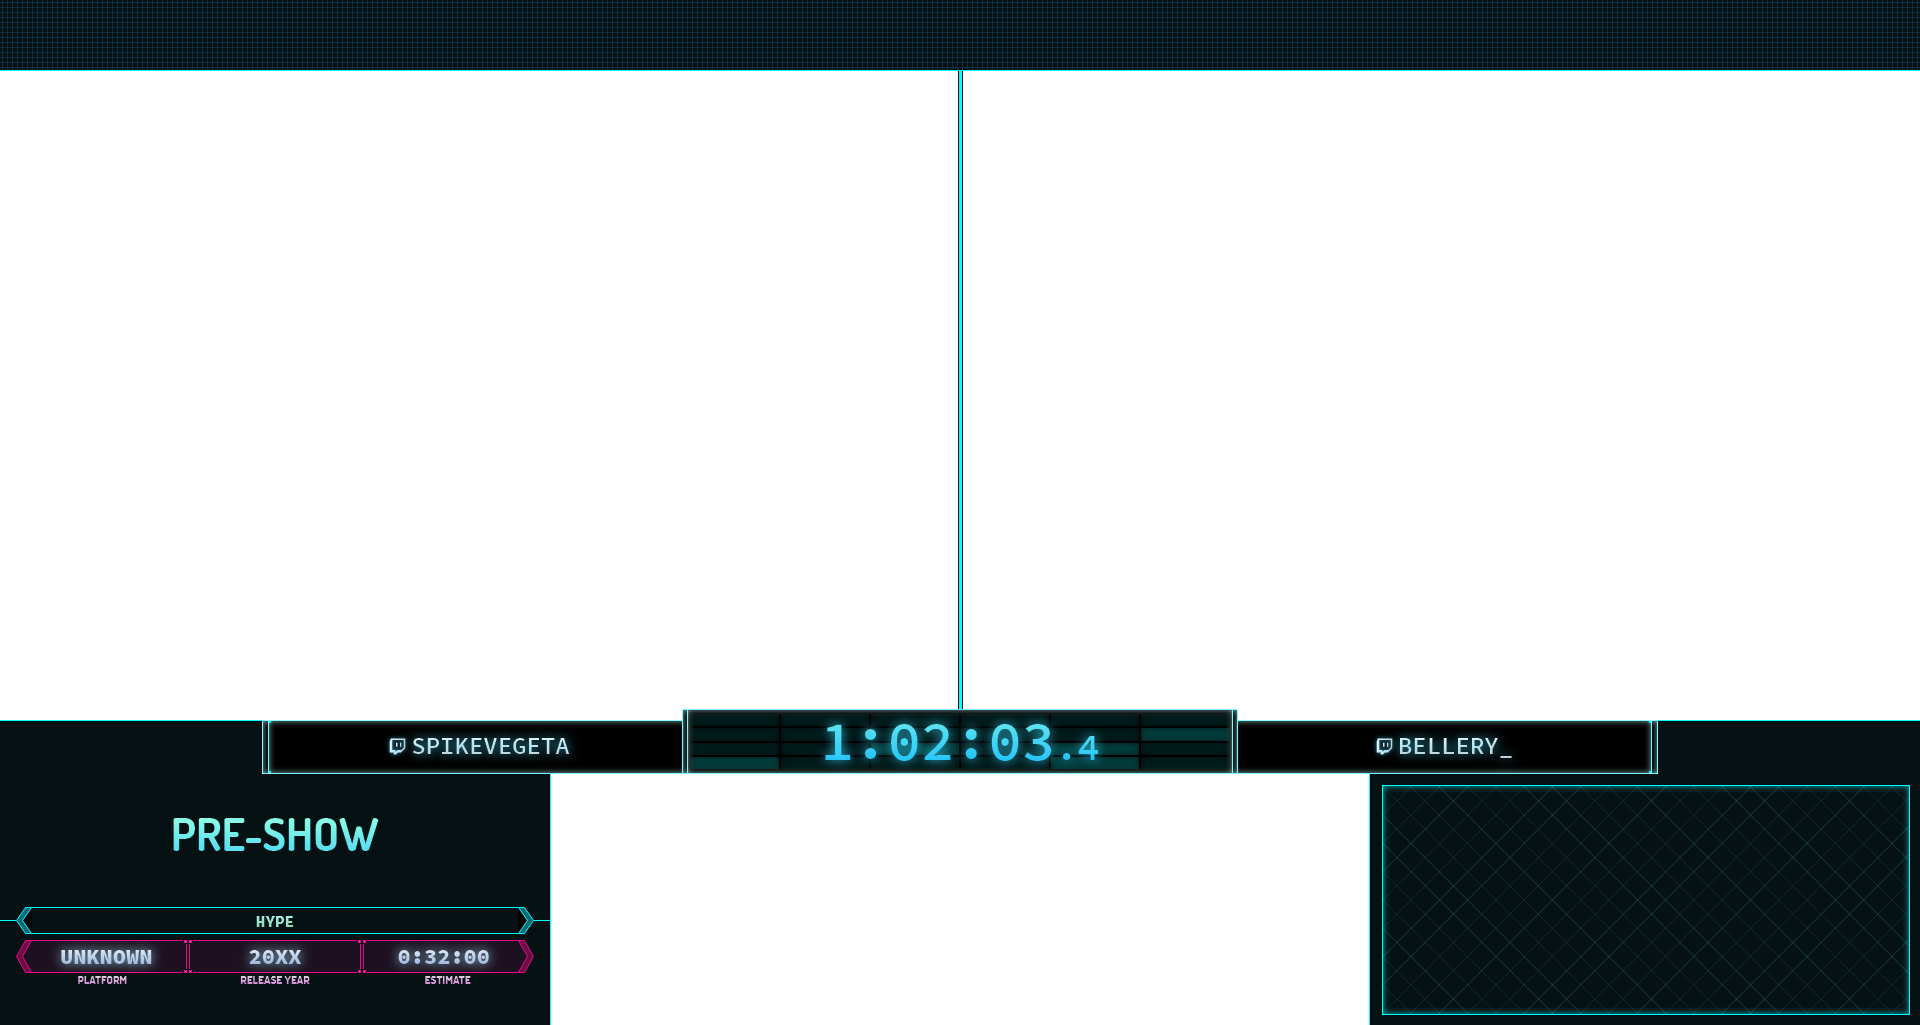 SPIKEVEGETA
1:02:03.4
BELLERY_
PRE-SHOW
HYPE
UNKNOWN
20XX
0:32:00
PLATFORM
RELEASE YEAR
ESTIMATE